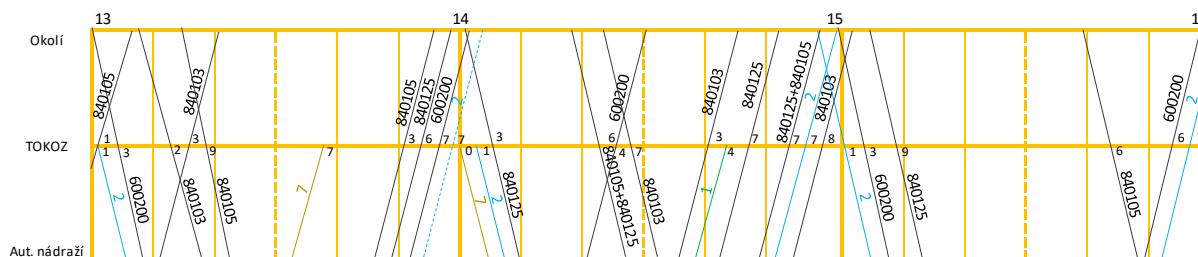 13 14 15 1
Okolí
840105 840103 840105 840125 600200 2 600200 840103 840125 840125+840105 2 840103 600200 2
TOKOZ
1 3 3 6 7 7 3 6 3 7 7 7 8 6
1 3 2 9 7 0 1 4 7 4 1 3 9 6
2 600200 840103 840105 7 7 2 840125 840105+840125 840103 1 2 600200 840125 840105
Aut. nádraží